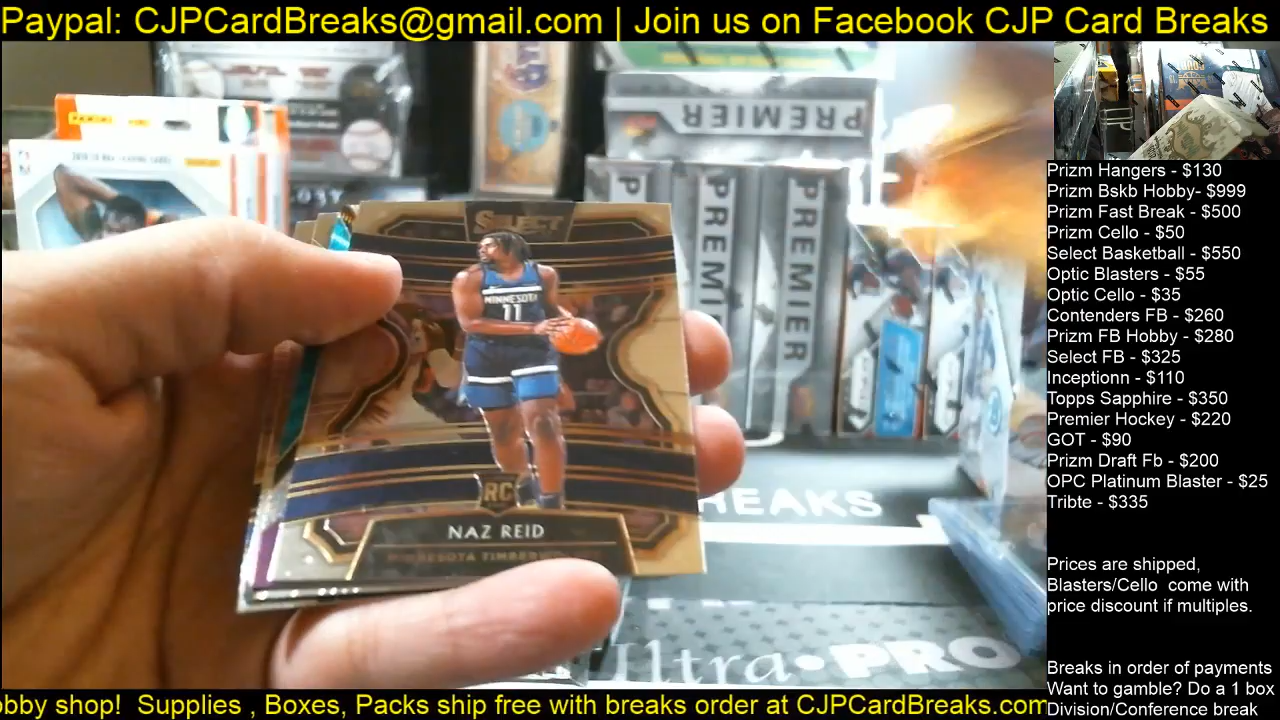 Paypal: CJPCardBreaks@gmail.com | Join us on Facebook CJP Card Breaks
PREMIER
PREMIER
PREMIER
SELECT
MINNESOTA
11
RC
NAZ REID
MINNESOTA
BREAKS
Ultra•PRO
Prizm Hangers - $130
Prizm Bskb Hobby- $999
Prizm Fast Break - $500
Prizm Cello - $50
Select Basketball - $550
Optic Blasters - $55
Optic Cello - $35
Contenders FB - $260
Prizm FB Hobby - $280
Select FB - $325
Inceptionn - $110
Topps Sapphire - $350
Premier Hockey - $220
GOT - $90
Prizm Draft Fb - $200
OPC Platinum Blaster - $25
Tribte - $335
Prices are shipped,
Blasters/Cello come with
price discount if multiples.
Breaks in order of payments
Want to gamble? Do a 1 box
Division/Conference break
obby shop! Supplies , Boxes, Packs ship free with breaks order at CJPCardBreaks.com